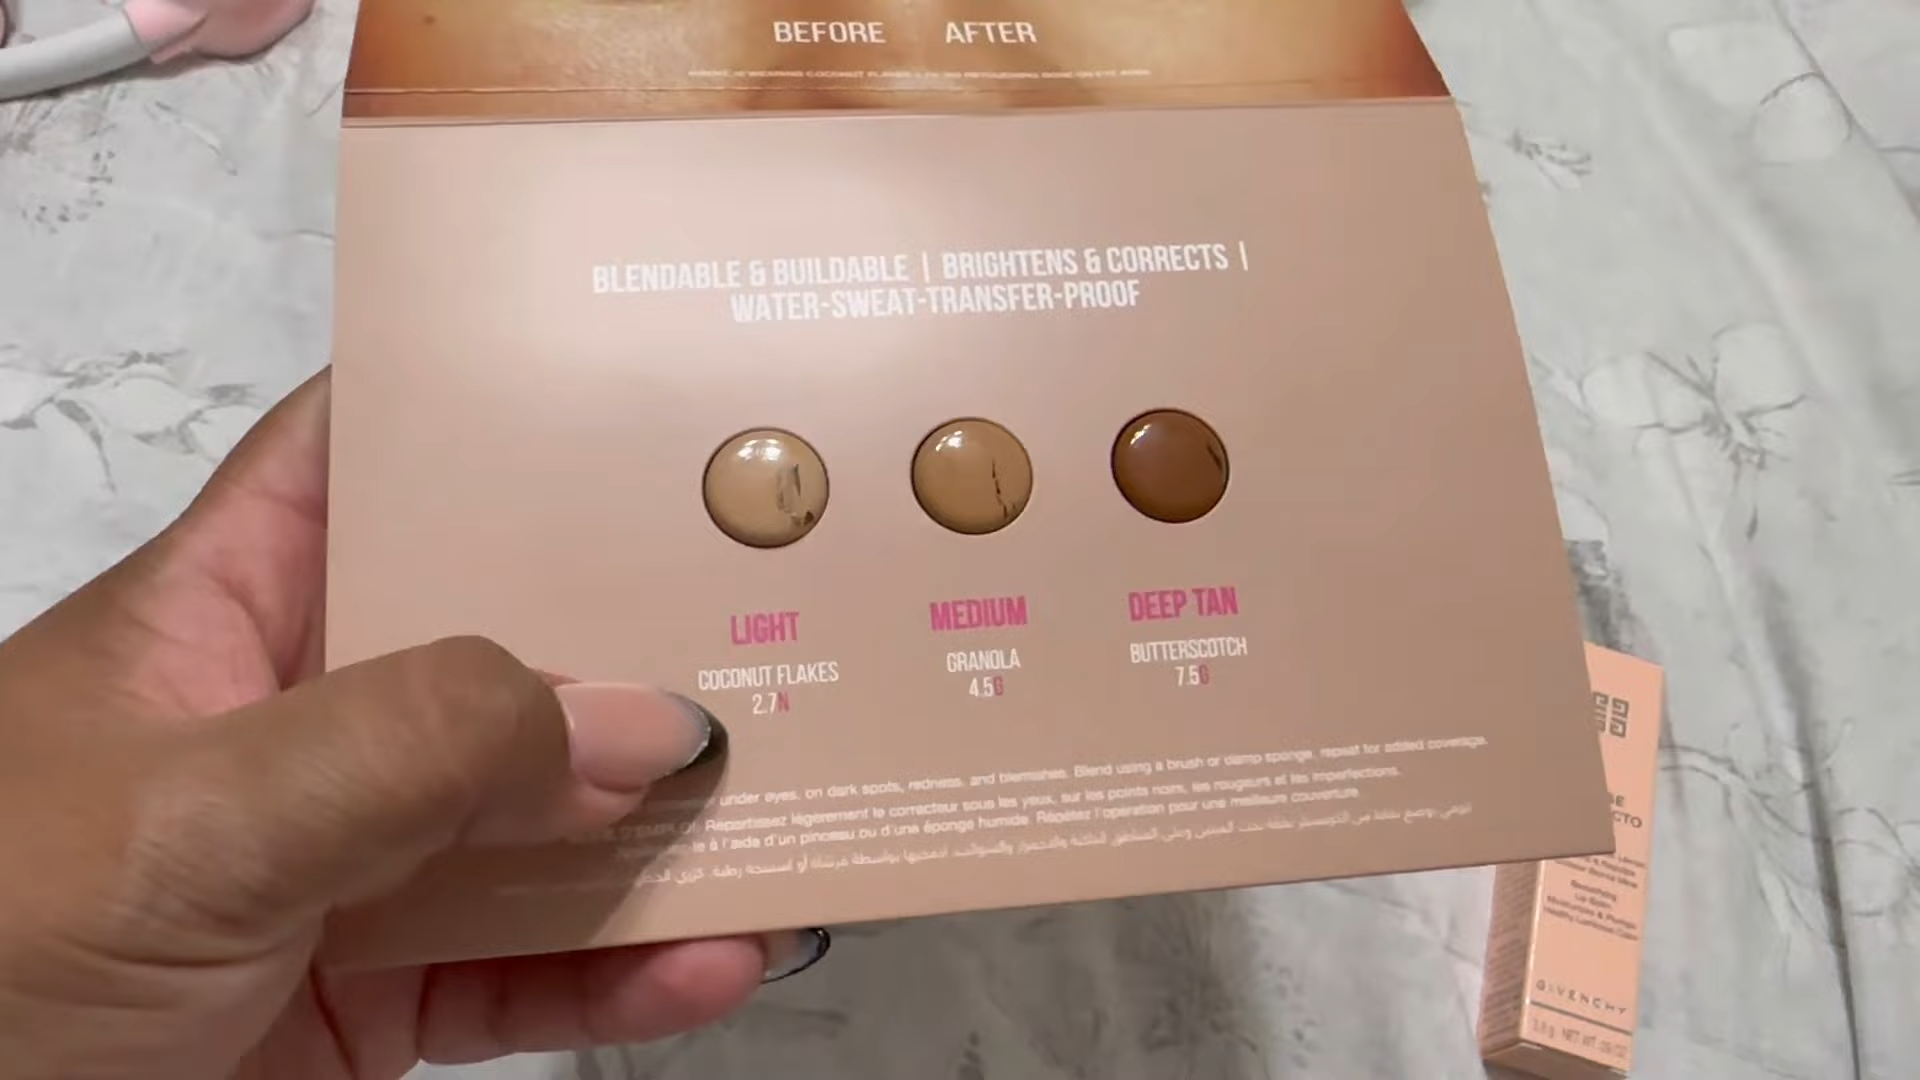 BEFORE AFTER
BLENDABLE & BUILDABLE | BRIGHTENS & CORRECTS |
WATER-SWEAT-TRANSFER-PROOF
LIGHT
COCONUT FLAKES
2.7N
MEDIUM
GRANOLA
4.5G
DEEP TAN
BUTTERSCOTCH
7.5G
under eyes, on dark spots, redness, and blemishes. Blend using a brush or damp sponge, repeat for added coverage.
D'EMPLOI: Répartissez légèrement le correcteur sous les yeux, sur les points noirs, les rougeurs et les imperfections.
à l'aide d'un pinceau ou d'une éponge humide. Répétez l'opération pour une meilleure couverture.
GIVENCHY
NET WT.